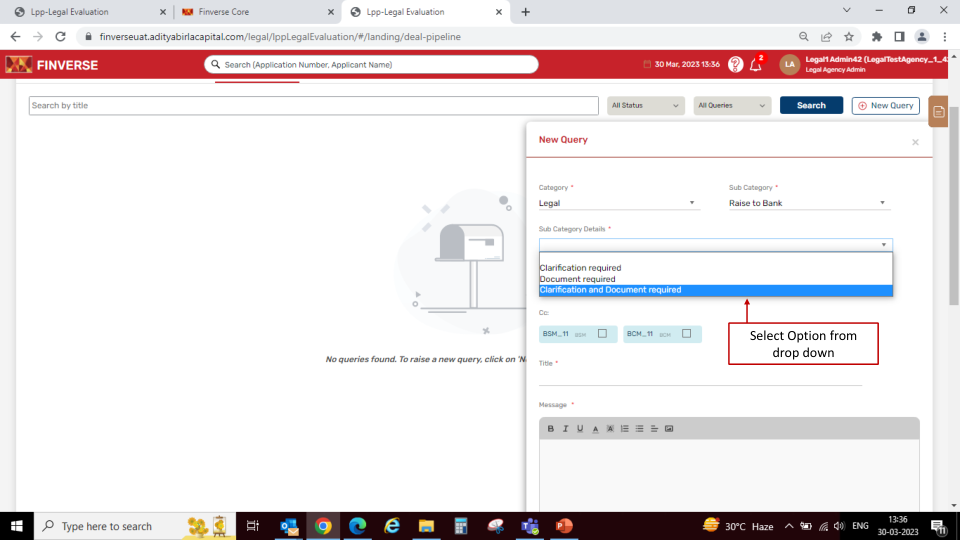 Lpp-Legal Evaluation
Finverse Core
Lpp-Legal Evaluation
finverseuat.adityabirlacapital.com/legal/lppLegalEvaluation/#/landing/deal-pipeline
FINVERSE
Search (Application Number, Applicant Name)
30 Mar, 2023 13:36
2
LA
Legal1 Admin42 (LegalTestAgency_1_4
Legal Agency Admin
Search by title
All Status
All Queries
Search
New Query
New Query
Category *
Sub Category *
Legal
Raise to Bank
Sub Category Details *
Clarification required
Document required
Clarification and Document required
Cc:
BSM_11 BSM
BCM_11 BCM
Select Option from
drop down
No queries found. To raise a new query, click on 'N
Title *
Message *
B I U A A
Type here to search
30°C Haze
ENG
13:36
30-03-2023
11